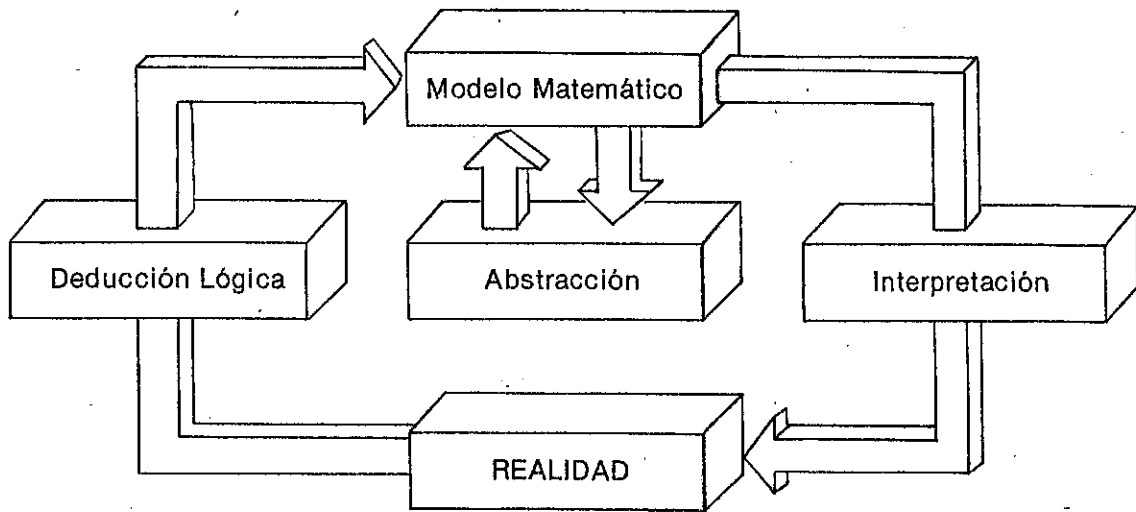 Modelo Matemático
Deducción Lógica
Abstracción
Interpretación
REALIDAD